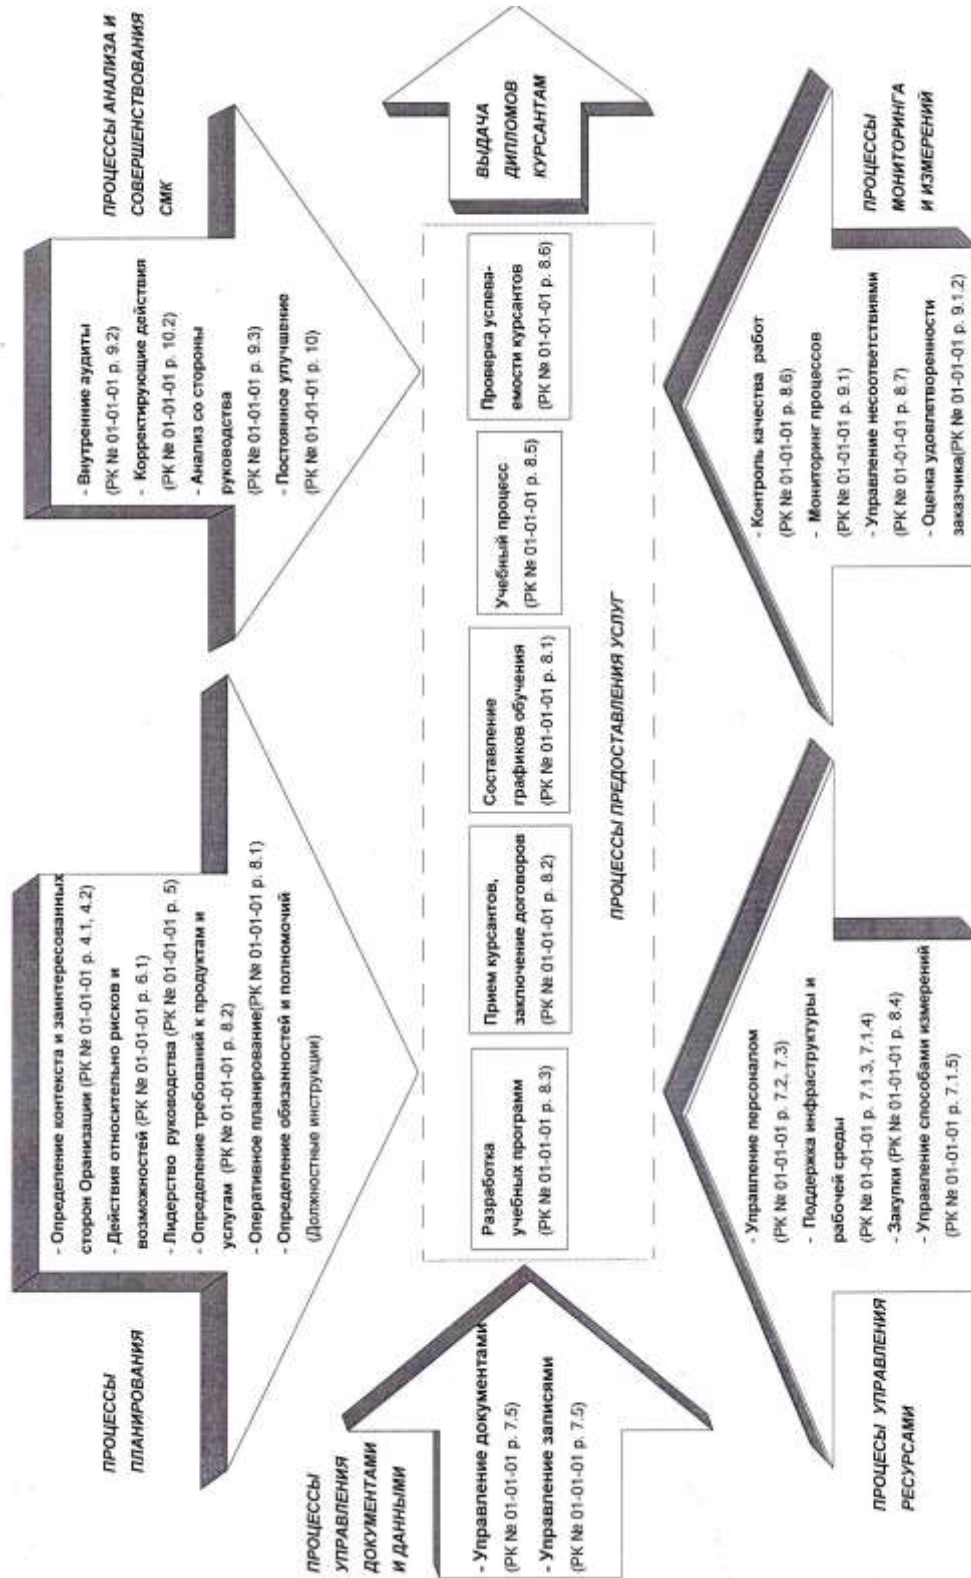 ПРОЦЕССЫ
ПЛАНИРОВАНИЯ
- Определение контекста и заинтересованных
сторон Оранизации (РК № 01-01-01 р. 4.1, 4.2)
- Действия относительно рисков и
возможностей (РК № 01-01-01 р. 6.1)
- Лидерство руководства (РК № 01-01-01 р. 5)
- Определение требований к продуктам и
услугам (РК № 01-01-01 р. 8.2)
- Оперативное планирование(РК № 01-01-01 р. 8.1)
- Определение обязанностей и полномочий
(Должностные инструкции)
ПРОЦЕССЫ АНАЛИЗА И
СОВЕРШЕНСТВОВАНИЯ
СМК
- Внутренние аудиты
(РК № 01-01-01 р. 9.2)
- Корректирующие действия
(РК № 01-01-01 р. 10.2)
- Анализ со стороны
руководства
(РК № 01-01-01 р. 9.3)
- Постоянное улучшение
(РК № 01-01-01 р. 10)
ПРОЦЕССЫ
УПРАВЛЕНИЯ
ДОКУМЕНТАМИ
И ДАННЫМИ
- Управление документами
(РК № 01-01-01 р. 7.5)
- Управление записями
(РК № 01-01-01 р. 7.5)
Разработка
учебных программ
(РК № 01-01-01 р. 8.3)
Прием курсантов,
заключение договоров
(РК № 01-01-01 р. 8.2)
Составление
графиков обучения
(РК № 01-01-01 р. 8.1)
Учебный процесс
(РК № 01-01-01 р. 8.5)
Проверка успева-
емости курсантов
(РК № 01-01-01 р. 8.6)
ВЫДАЧА
ДИПЛОМОВ
КУРСАНТАМ
ПРОЦЕССЫ ПРЕДОСТАВЛЕНИЯ УСЛУГ
ПРОЦЕСЫ УПРАВЛЕНИЯ
РЕСУРСАМИ
- Управление персоналом
(РК № 01-01-01 р. 7.2, 7.3)
- Поддержка инфраструктуры и
рабочей среды
(РК № 01-01-01 р. 7.1.3, 7.1.4)
- Закупки (РК № 01-01-01 р. 8.4)
- Управление способами измерений
(РК № 01-01-01 р. 7.1.5)
- Контроль качества работ
(РК № 01-01-01 р. 8.6)
- Мониторинг процессов
(РК № 01-01-01 р. 9.1)
- Управление несоответствиями
(РК № 01-01-01 р. 8.7)
- Оценка удовлетворенности
заказчика(РК № 01-01-01 р. 9.1.2)
ПРОЦЕССЫ
МОНИТОРИНГА
И ИЗМЕРЕНИЙ